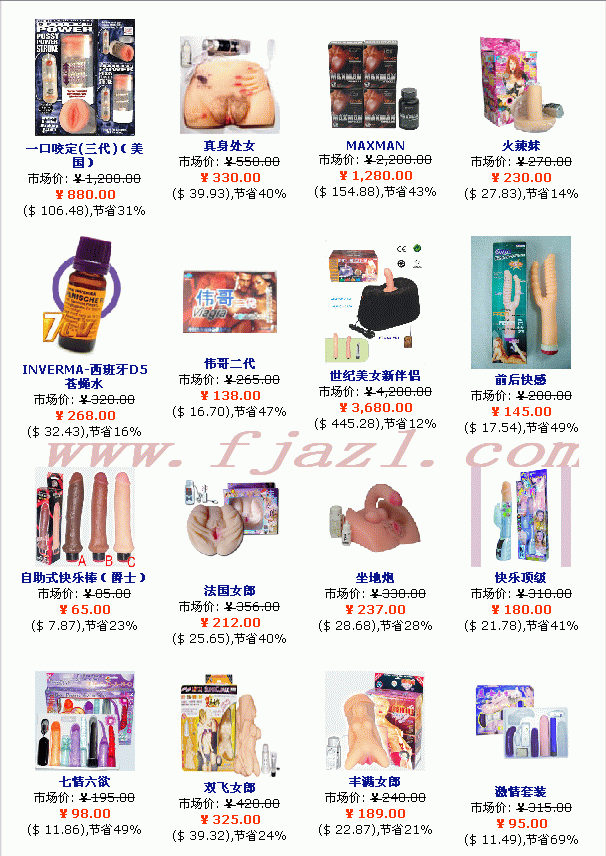 一口咬定(三代)(美国)
市场价: ¥ 1,280.00
¥ 880.00
($ 106.48),节省31%
真身处女
市场价: ¥ 550.00
¥ 330.00
($ 39.93),节省40%
MAXMAN
市场价: ¥ 2,280.00
¥ 1,280.00
($ 154.88),节省43%
火辣妹
市场价: ¥ 270.00
¥ 230.00
($ 27.83),节省14%
INVERMA-西班牙D5
苍蝇水
市场价: ¥ 320.00
¥ 268.00
($ 32.43),节省16%
伟哥
三代
Viagia
伟哥二代
市场价: ¥ 265.00
¥ 138.00
($ 16.70),节省47%
世纪美女新伴侣
市场价: ¥ 4,200.00
¥ 3,680.00
($ 445.28),节省12%
前后快感
市场价: ¥ 288.00
¥ 145.00
($ 17.54),节省49%
www.fjaz1.com
A B C
自助式快乐棒(爵士)
市场价: ¥ 85.00
¥ 65.00
($ 7.87),节省23%
法国女郎
市场价: ¥ 356.00
¥ 212.00
($ 25.65),节省40%
坐地炮
市场价: ¥ 330.00
¥ 237.00
($ 28.68),节省28%
快乐顶级
市场价: ¥ 310.00
¥ 180.00
($ 21.78),节省41%
七情六欲
市场价: ¥ 195.00
¥ 98.00
($ 11.86),节省49%
双飞女郎
市场价: ¥ 428.00
¥ 325.00
($ 39.32),节省24%
丰满女郎
市场价: ¥ 240.00
¥ 189.00
($ 22.87),节省21%
激情套装
市场价: ¥ 315.00
¥ 95.00
($ 11.49),节省69%